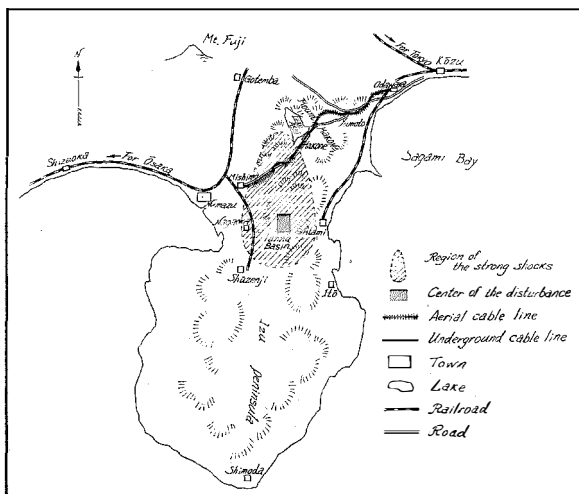 Mt. Fuji
For Tokyo
Kōzu
N
Gotemba
Odawara
Yumoto
Hakone
Shizuoka
For Ōsaka
Mishima
Sagami Bay
Numazu
Atami
Tanna
Basin
Shuzenji
Itō
Izu
peninsula
Shimoda
Region of
the strong shocks
Center of the disturbance
Aerial cable line
Underground cable line
Town
Lake
Railroad
Road